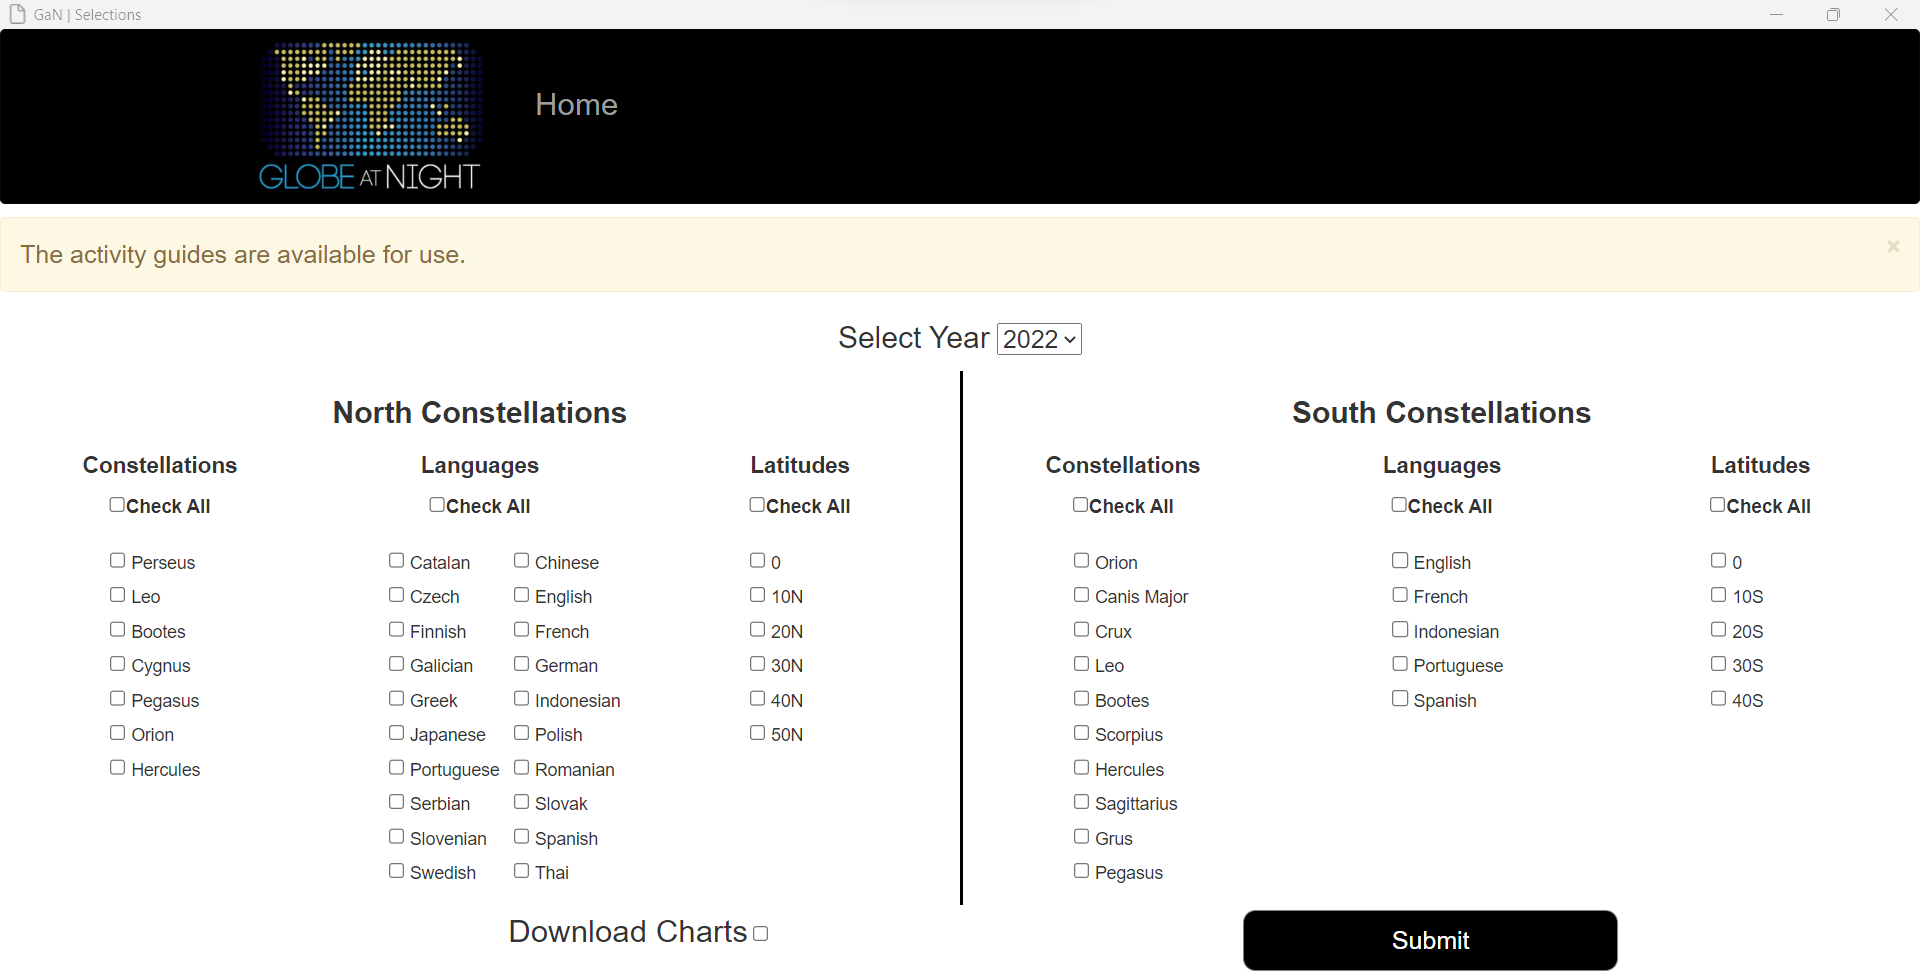 GaN | Selections
GLOBE AT NIGHT
Home
The activity guides are available for use.
×
Select Year 2022
North Constellations
Constellations
Check All
Perseus
Leo
Bootes
Cygnus
Pegasus
Orion
Hercules
Languages
Check All
Catalan Chinese
Czech English
Finnish French
Galician German
Greek Indonesian
Japanese Polish
Portuguese Romanian
Serbian Slovak
Slovenian Spanish
Swedish Thai
Latitudes
Check All
0
10N
20N
30N
40N
50N
South Constellations
Constellations
Check All
Orion
Canis Major
Crux
Leo
Bootes
Scorpius
Hercules
Sagittarius
Grus
Pegasus
Languages
Check All
English
French
Indonesian
Portuguese
Spanish
Latitudes
Check All
0
10S
20S
30S
40S
Download Charts
Submit